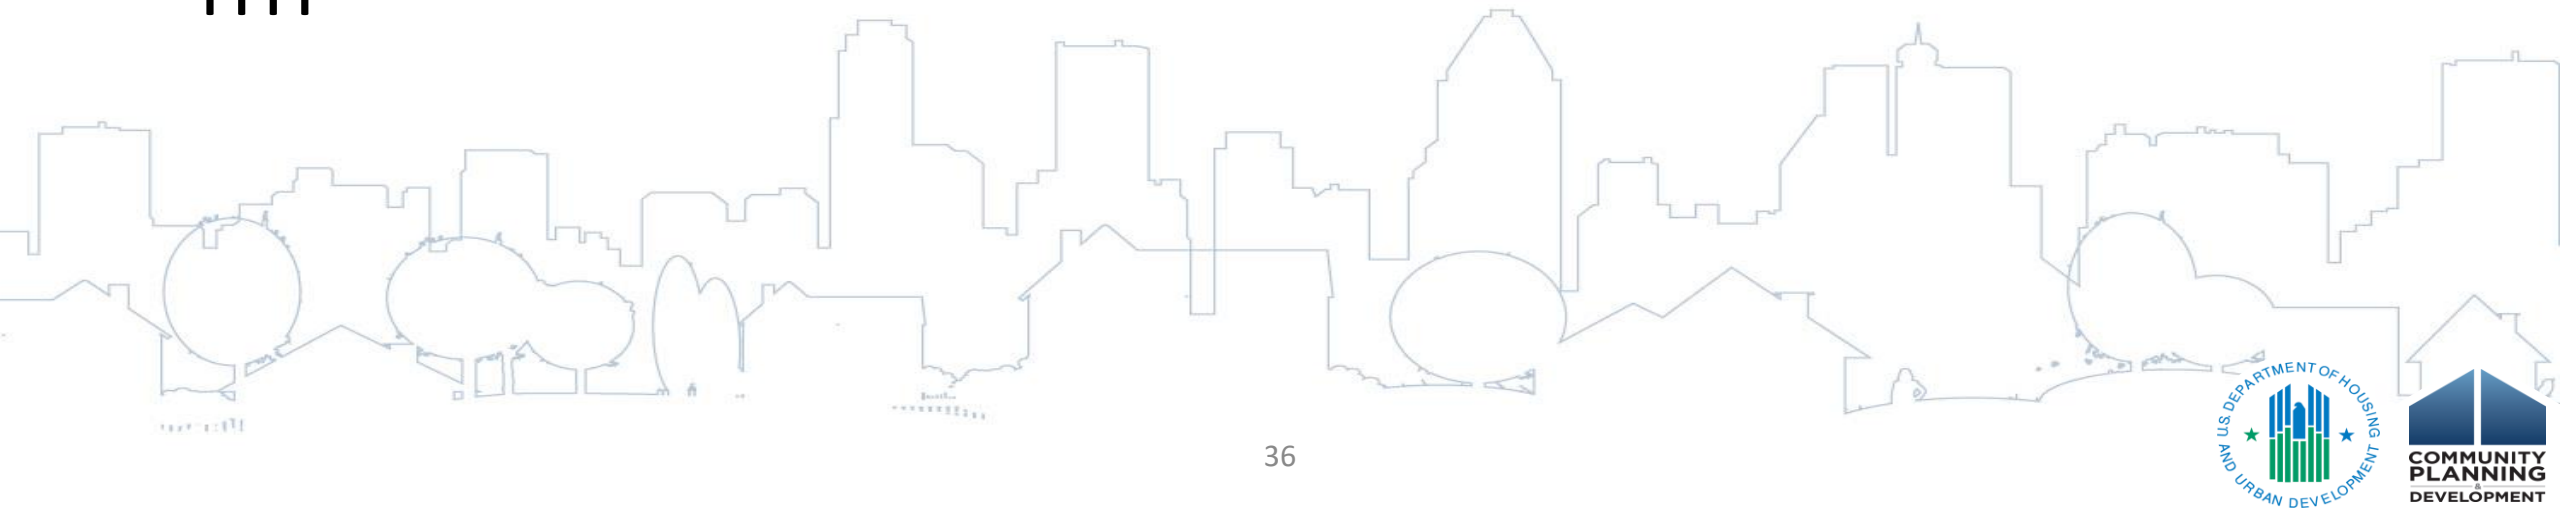 36
U.S. DEPARTMENT OF HOUSING
AND URBAN DEVELOPMENT
COMMUNITY
PLANNING
&
DEVELOPMENT